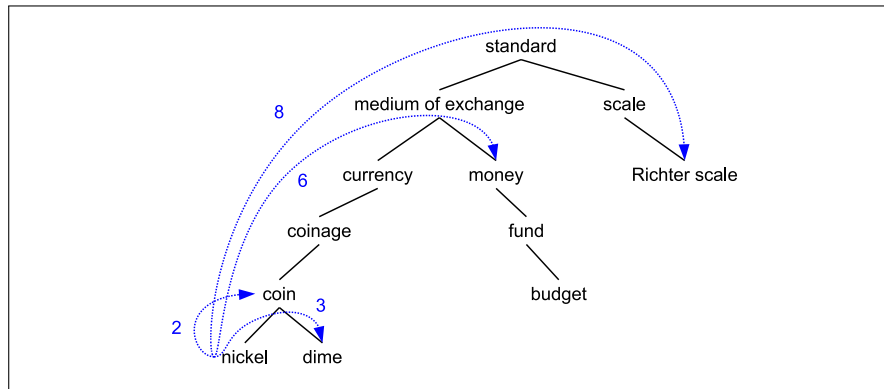 standard
8
medium of exchange
scale
6
currency
money
Richter scale
coinage
fund
coin
budget
2
3
nickel
dime